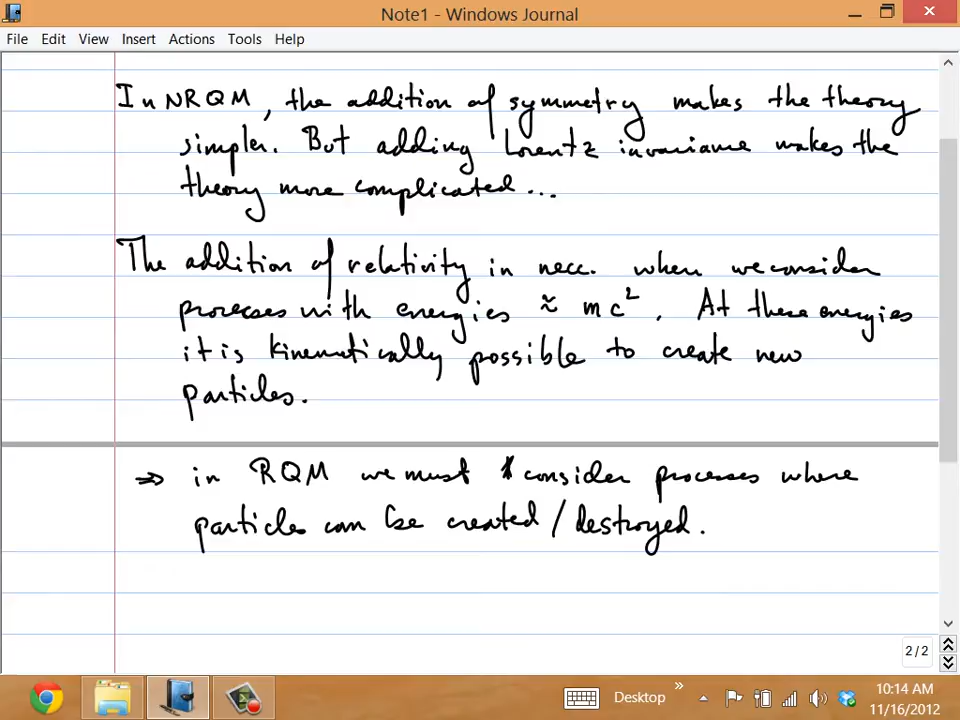 Note1 - Windows Journal
File Edit View Insert Actions Tools Help
In NRQM, the addition of symmetry makes the theory
simpler. But adding Lorentz invariance makes the
theory more complicated ...
The addition of relativity in necc. when we consider
processes with energies ≈ mc². At these energies
it is kinematically possible to create new
particles.
⇒ in RQM we must consider processes where
particles can be created / destroyed.
2 / 2
Desktop
10:14 AM
11/16/2012